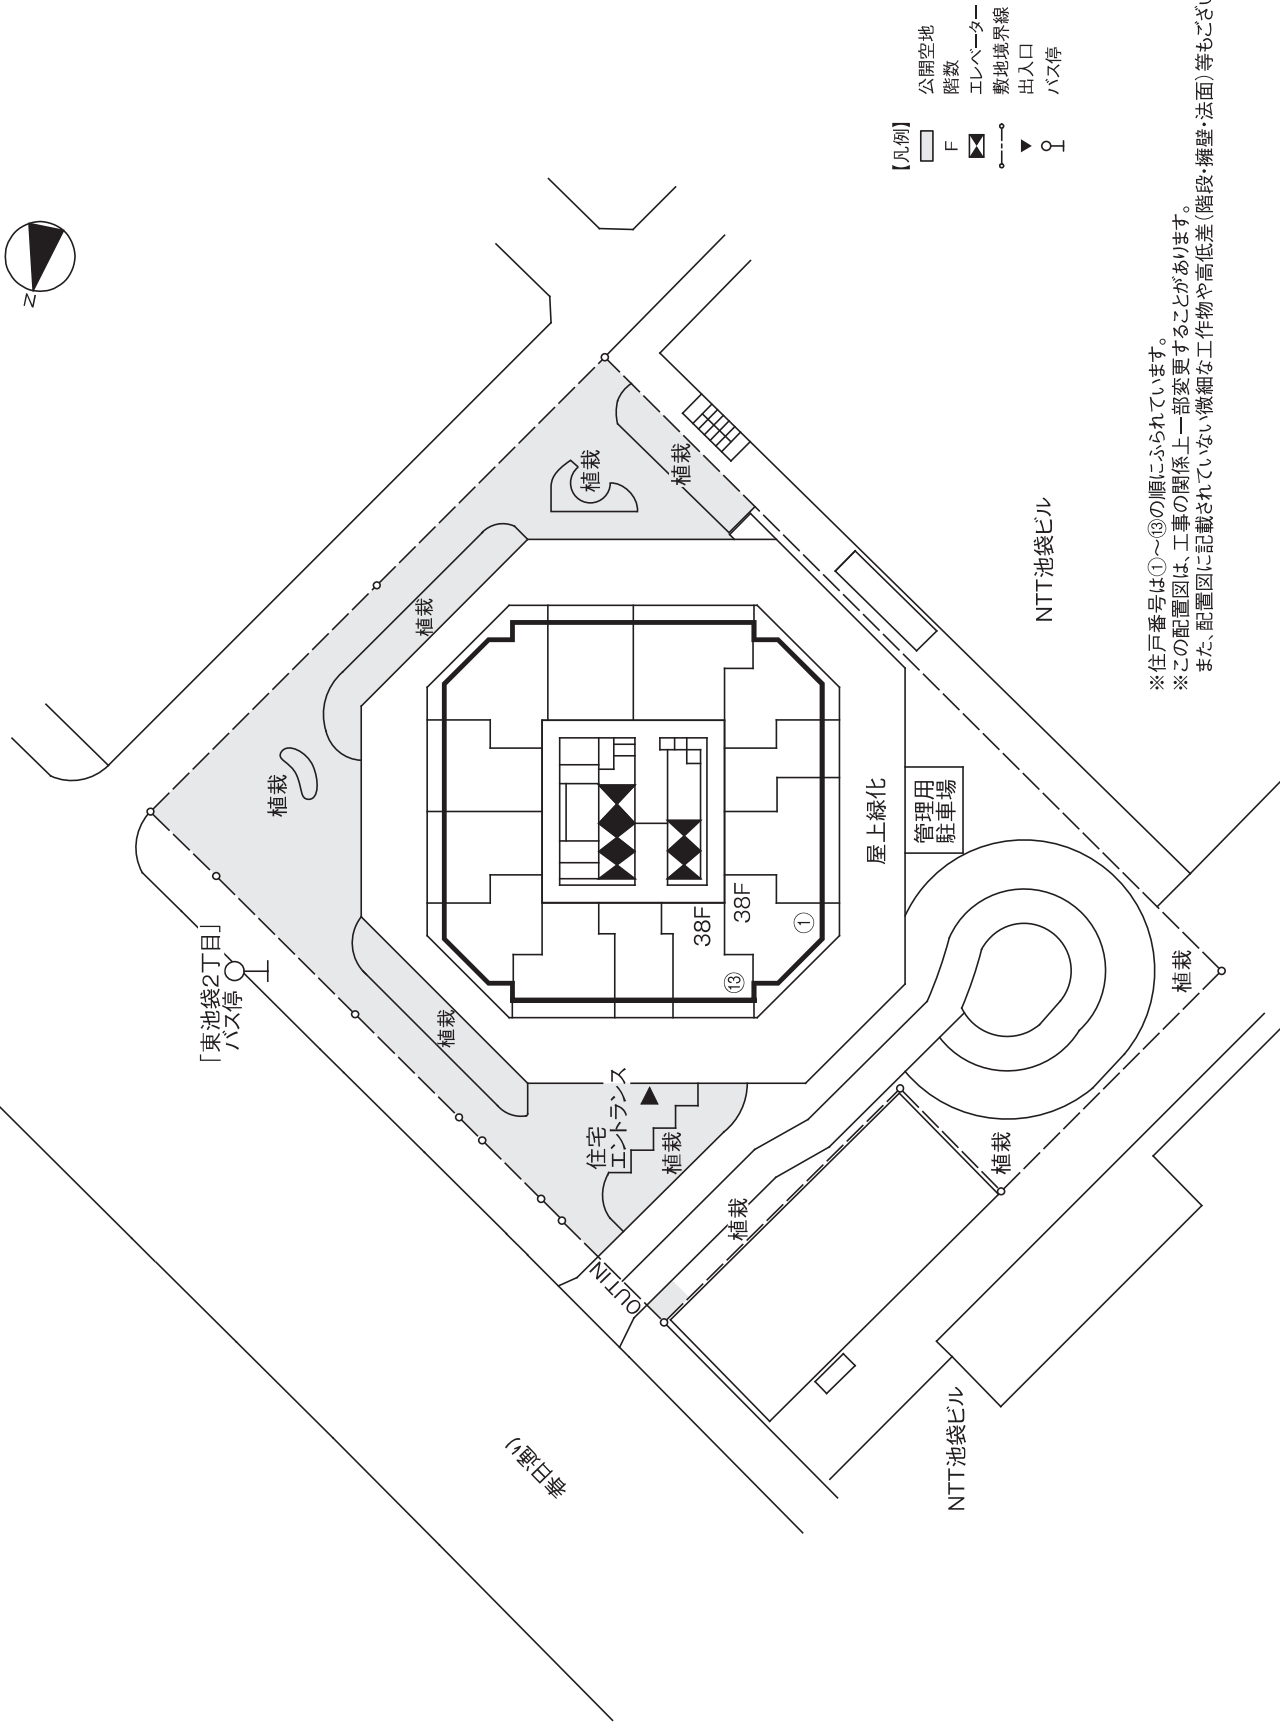 N
【凡例】
公開空地
F 階数
エレベーター
敷地境界線
出入口
バス停
※住戸番号は①～⑬の順にふられています。
※この配置図は、工事の関係上一部変更することがあります。
また、配置図に記載されていない微細な工作物や高低差(階段・擁壁・法面)等もござい
植栽
植栽
植栽
植栽
植栽
植栽
植栽
植栽
植栽
「東池袋2丁目」
バス停
住宅
エントランス
38F
38F
①
⑬
屋上緑化
管理用
駐車場
NTT池袋ビル
NTT池袋ビル
OUT
IN
春日通り